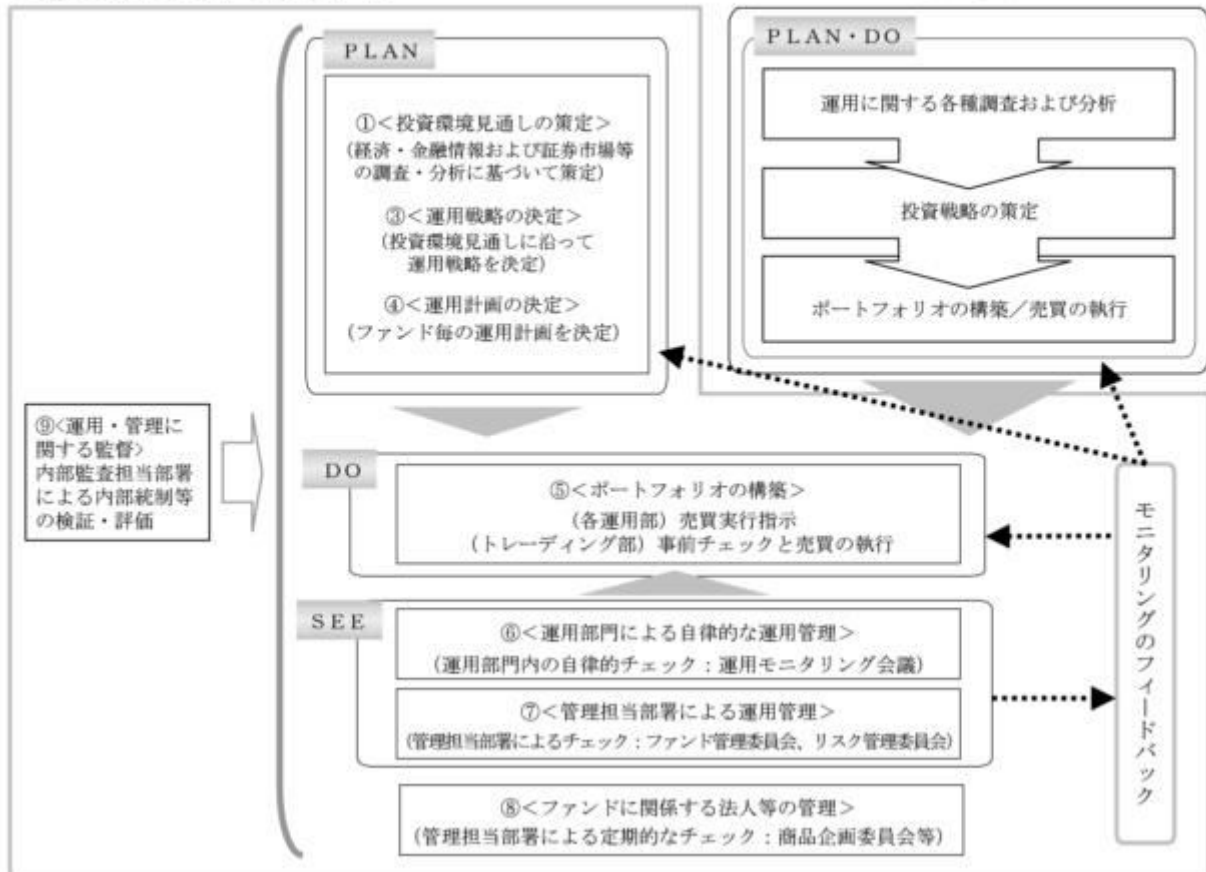 PLAN
①<投資環境見通しの策定>
(経済・金融情報および証券市場等
の調査・分析に基づいて策定)
③<運用戦略の決定>
(投資環境見通しに沿って
運用戦略を決定)
④<運用計画の決定>
(ファンド毎の運用計画を決定)
PLAN・DO
運用に関する各種調査および分析
投資戦略の策定
ポートフォリオの構築/売買の執行
⑨<運用・管理に
関する監督>
内部監査担当部署
による内部統制等
の検証・評価
DO
⑤<ポートフォリオの構築>
(各運用部)売買実行指示
(トレーディング部)事前チェックと売買の執行
SEE
⑥<運用部門による自律的な運用管理>
(運用部門内の自律的チェック:運用モニタリング会議)
⑦<管理担当部署による運用管理>
(管理担当部署によるチェック:ファンド管理委員会、リスク管理委員会)
⑧<ファンドに関係する法人等の管理>
(管理担当部署による定期的なチェック:商品企画委員会等)
モニタリングのフィードバック